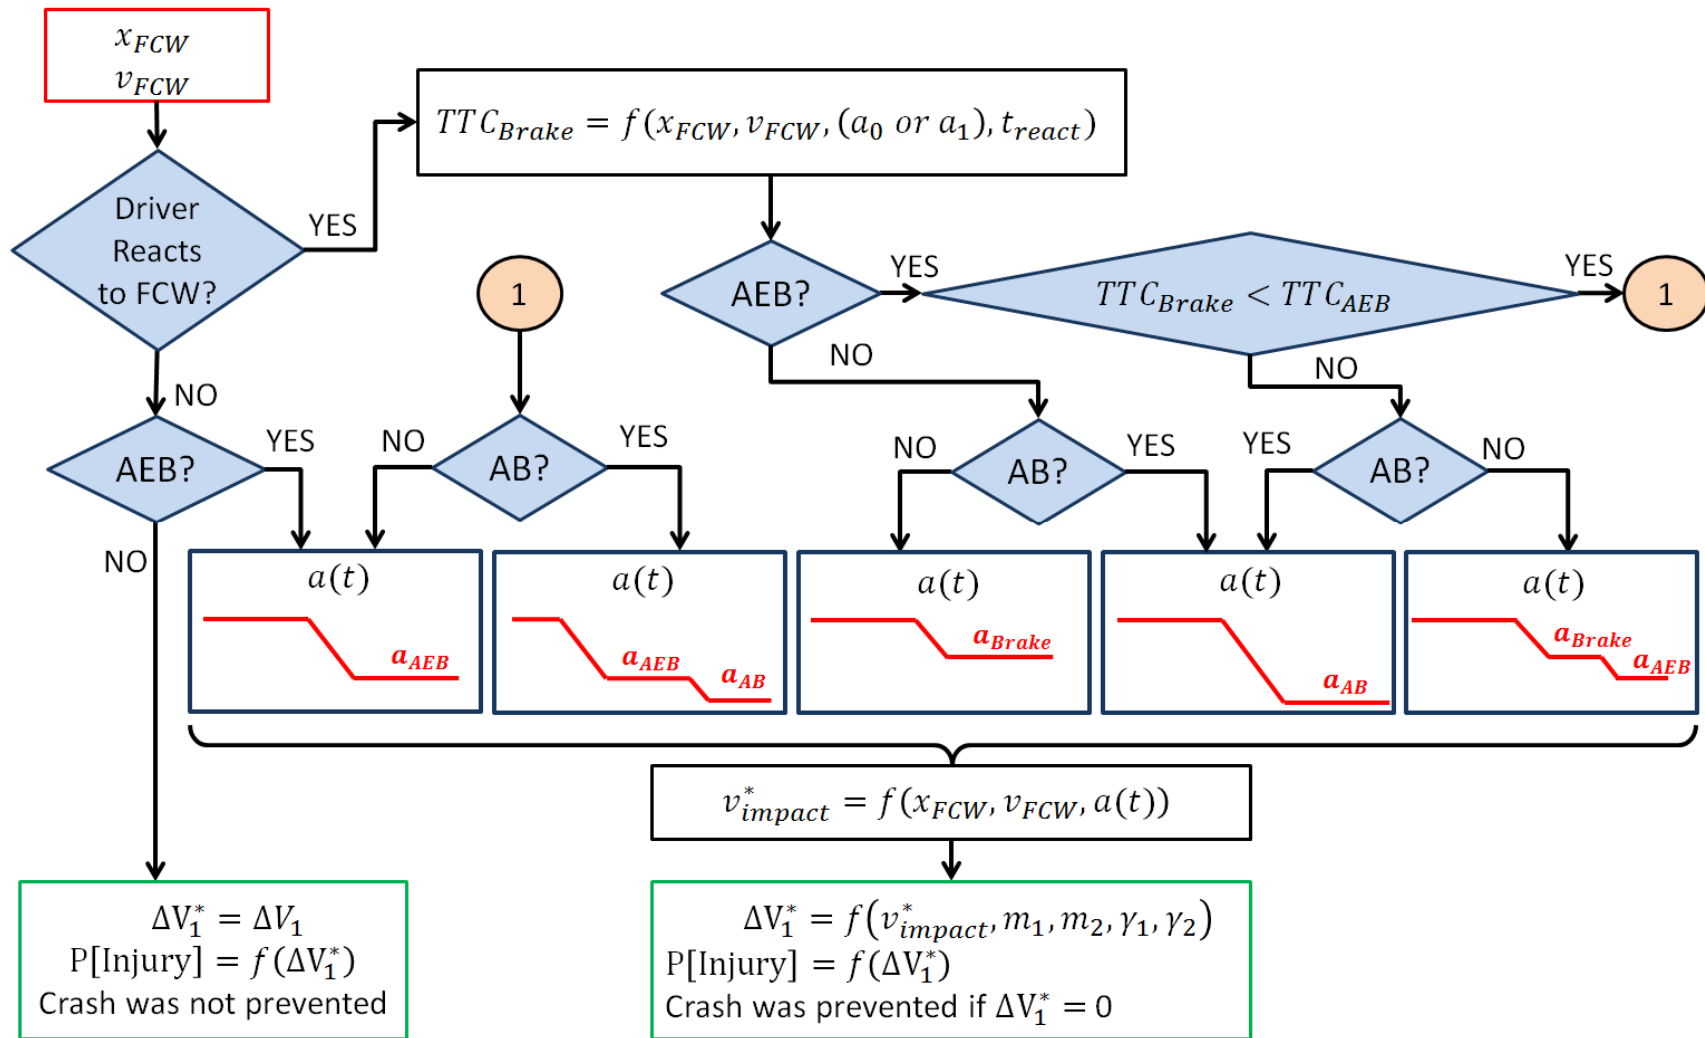 x_FCW
v_FCW
TTC_Brake = f(x_FCW, v_FCW, (a_0 or a_1), t_react)
Driver
Reacts
to FCW?
YES
1
AEB?
YES
TTC_Brake < TTC_AEB
YES
1
NO
NO
NO
AEB?
YES
NO
AB?
YES
NO
AB?
YES
YES
AB?
NO
NO
a(t)
a_AEB
a(t)
a_AEB
a_AB
a(t)
a_Brake
a(t)
a_AB
a(t)
a_Brake
a_AEB
v*_impact = f(x_FCW, v_FCW, a(t))
ΔV*_1 = ΔV_1
P[Injury] = f(ΔV*_1)
Crash was not prevented
ΔV*_1 = f(v*_impact, m_1, m_2, γ_1, γ_2)
P[Injury] = f(ΔV*_1)
Crash was prevented if ΔV*_1 = 0